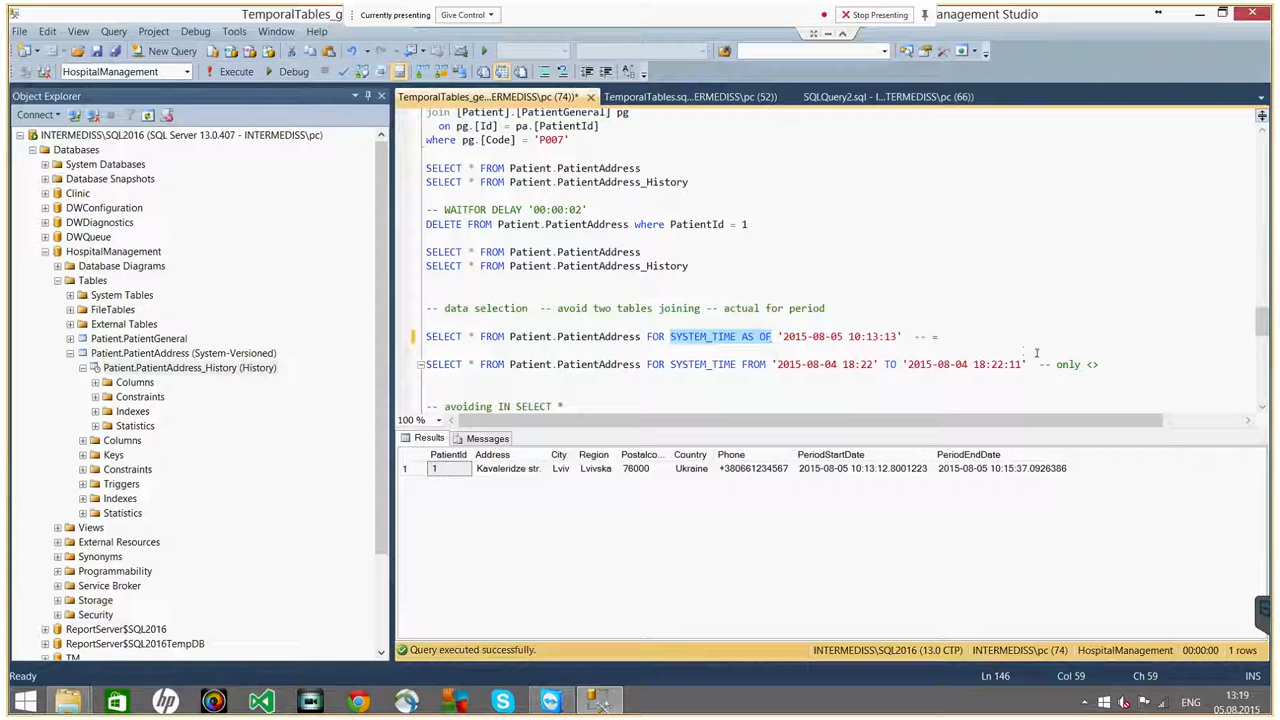 TemporalTables_g
Currently presenting
Give Control
Stop Presenting
anagement Studio
File Edit View Query Project Debug Tools Window Help
New Query
HospitalManagement
Execute
Debug
Object Explorer
Connect
INTERMEDISS\SQL2016 (SQL Server 13.0.407 - INTERMEDISS\pc)
Databases
System Databases
Database Snapshots
Clinic
DWConfiguration
DWDiagnostics
DWQueue
HospitalManagement
Database Diagrams
Tables
System Tables
FileTables
External Tables
Patient.PatientGeneral
Patient.PatientAddress (System-Versioned)
Patient.PatientAddress_History (History)
Columns
Constraints
Indexes
Statistics
Columns
Keys
Constraints
Triggers
Indexes
Statistics
Views
External Resources
Synonyms
Programmability
Service Broker
Storage
Security
ReportServer$SQL2016
ReportServer$SQL2016TempDB
TM
TemporalTables_ge...ERMEDISS\pc (74))*
TemporalTables.sq...ERMEDISS\pc (52))
SQLQuery2.sql - I...TERMEDISS\pc (66))
join [Patient].[PatientGeneral] pg
on pg.[Id] = pa.[PatientId]
where pg.[Code] = 'P007'
SELECT * FROM Patient.PatientAddress
SELECT * FROM Patient.PatientAddress_History
-- WAITFOR DELAY '00:00:02'
DELETE FROM Patient.PatientAddress where PatientId = 1
SELECT * FROM Patient.PatientAddress
SELECT * FROM Patient.PatientAddress_History
-- data selection -- avoid two tables joining -- actual for period
SELECT * FROM Patient.PatientAddress FOR SYSTEM_TIME AS OF '2015-08-05 10:13:13' -- =
SELECT * FROM Patient.PatientAddress FOR SYSTEM_TIME FROM '2015-08-04 18:22' TO '2015-08-04 18:22:11' -- only <>
-- avoiding IN SELECT *
100 %
Results Messages
PatientId Address City Region Postalco... Country Phone PeriodStartDate PeriodEndDate
1 1 Kavaleridze str. Lviv Lvivska 76000 Ukraine +380661234567 2015-08-05 10:13:12.8001223 2015-08-05 10:15:37.0926386
Query executed successfully.
INTERMEDISS\SQL2016 (13.0 CTP) INTERMEDISS\pc (74) HospitalManagement 00:00:00 1 rows
Ready
Ln 146 Col 59 Ch 59 INS
ENG
13:19
05.08.2015